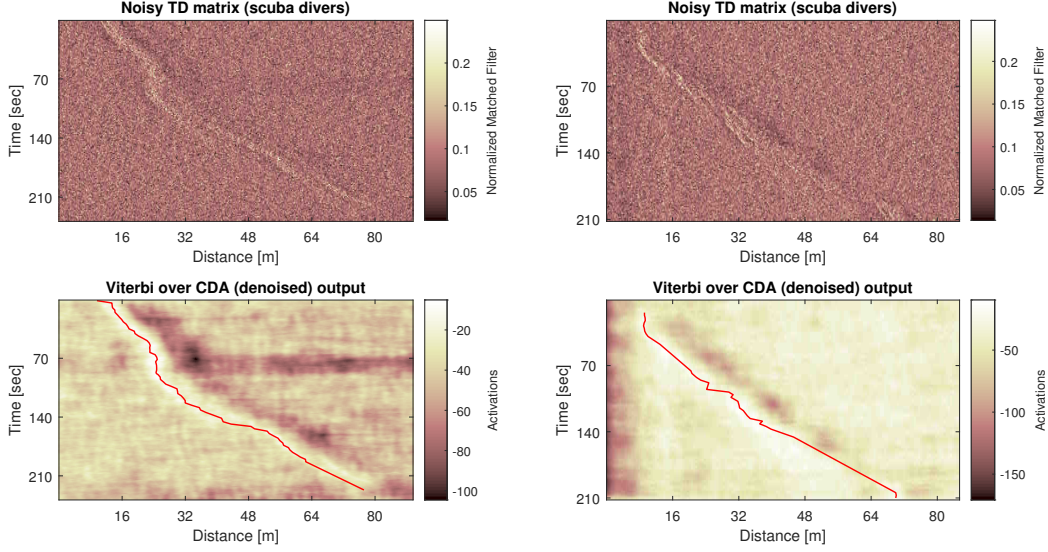 Noisy TD matrix (scuba divers)
Time [sec]
70
140
210
16 32 48 64 80
Distance [m]
0.2
0.15
0.1
0.05
Normalized Matched Filter
Noisy TD matrix (scuba divers)
Time [sec]
70
140
210
16 32 48 64 80
Distance [m]
0.2
0.15
0.1
0.05
Normalized Matched Filter
Viterbi over CDA (denoised) output
Time [sec]
70
140
210
16 32 48 64 80
Distance [m]
-20
-40
-60
-80
-100
Activations
Viterbi over CDA (denoised) output
Time [sec]
70
140
210
16 32 48 64 80
Distance [m]
-50
-100
-150
Activations